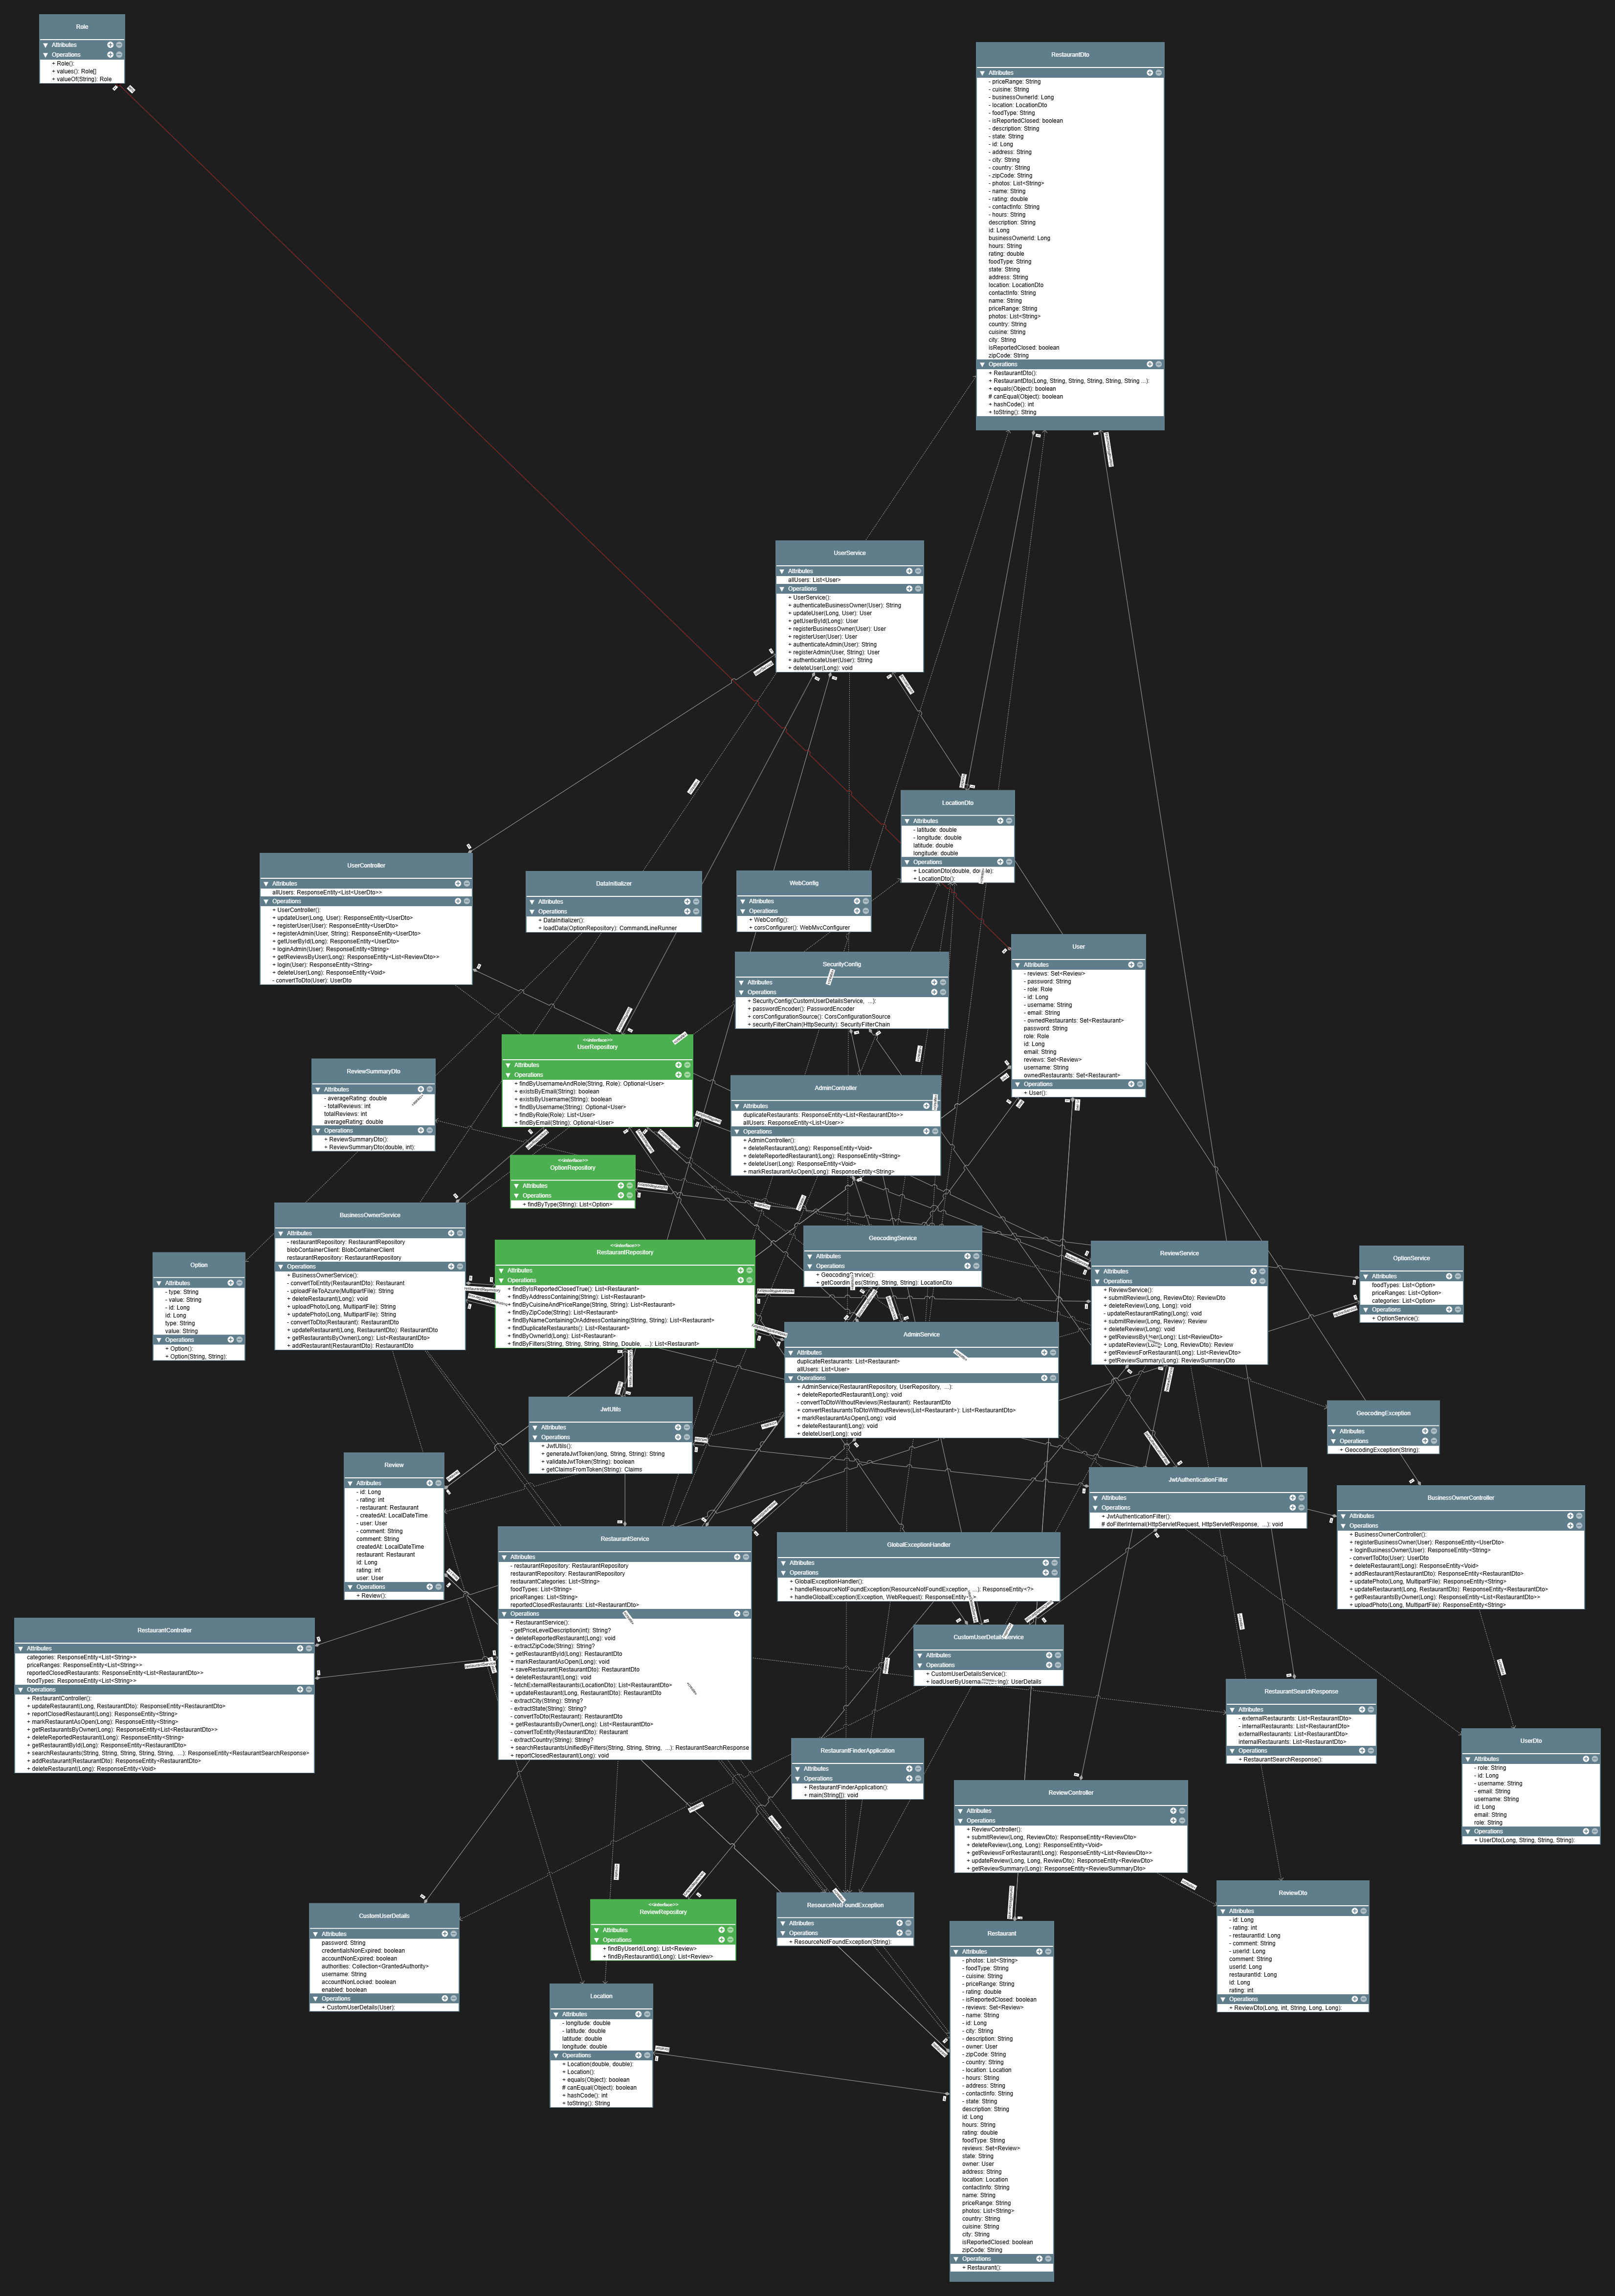 Role
Attributes
Operations
+ Role():
+ values(): Role[]
+ valueOf(String): Role
RestaurantDto
Attributes
- priceRange: String
- cuisine: String
- businessOwnerId: Long
- location: LocationDto
- foodType: String
- isReportedClosed: boolean
- description: String
- state: String
- id: Long
- address: String
- city: String
- country: String
- zipCode: String
- photos: List<String>
- name: String
- rating: double
- contactInfo: String
- hours: String
description: String
id: Long
businessOwnerId: Long
hours: String
rating: double
foodType: String
state: String
address: String
location: LocationDto
contactInfo: String
name: String
priceRange: String
photos: List<String>
country: String
cuisine: String
city: String
isReportedClosed: boolean
zipCode: String
Operations
+ RestaurantDto():
+ RestaurantDto(Long, String, String, String, String, String ...):
+ equals(Object): boolean
# canEqual(Object): boolean
+ hashCode(): int
+ toString(): String
UserService
Attributes
allUsers: List<User>
Operations
+ UserService():
+ authenticateBusinessOwner(User): String
+ updateUser(Long, User): User
+ getUserById(Long): User
+ registerBusinessOwner(User): User
+ registerUser(User): User
+ authenticateAdmin(User): String
+ registerAdmin(User, String): User
+ authenticateUser(User): String
+ deleteUser(Long): void
LocationDto
Attributes
- latitude: double
- longitude: double
latitude: double
longitude: double
Operations
+ LocationDto(double, double):
+ LocationDto():
UserController
Attributes
allUsers: ResponseEntity<List<UserDto>>
Operations
+ UserController():
+ updateUser(Long, User): ResponseEntity<UserDto>
+ registerUser(User): ResponseEntity<UserDto>
+ registerAdmin(User, String): ResponseEntity<UserDto>
+ getUserById(Long): ResponseEntity<UserDto>
+ loginAdmin(User): ResponseEntity<String>
+ getReviewsByUser(Long): ResponseEntity<List<ReviewDto>>
+ login(User): ResponseEntity<String>
+ deleteUser(Long): ResponseEntity<Void>
- convertToDto(User): UserDto
DataInitializer
Attributes
Operations
+ DataInitializer():
+ loadData(OptionRepository): CommandLineRunner
WebConfig
Attributes
Operations
+ WebConfig():
+ corsConfigurer(): WebMvcConfigurer
User
Attributes
- reviews: Set<Review>
- password: String
- role: Role
- id: Long
- username: String
- email: String
- ownedRestaurants: Set<Restaurant>
password: String
role: Role
id: Long
email: String
reviews: Set<Review>
username: String
ownedRestaurants: Set<Restaurant>
Operations
+ User():
SecurityConfig
Attributes
Operations
+ SecurityConfig(CustomUserDetailsService, ...):
+ passwordEncoder(): PasswordEncoder
+ corsConfigurationSource(): CorsConfigurationSource
+ securityFilterChain(HttpSecurity): SecurityFilterChain
<<interface>>
UserRepository
Attributes
Operations
+ findByUsernameAndRole(String, Role): Optional<User>
+ existsByEmail(String): boolean
+ existsByUsername(String): boolean
+ findByUsername(String): Optional<User>
+ findByRole(Role): List<User>
+ findByEmail(String): Optional<User>
ReviewSummaryDto
Attributes
- averageRating: double
- totalReviews: int
totalReviews: int
averageRating: double
Operations
+ ReviewSummaryDto():
+ ReviewSummaryDto(double, int):
AdminController
Attributes
duplicateRestaurants: ResponseEntity<List<RestaurantDto>>
allUsers: ResponseEntity<List<User>>
Operations
+ AdminController():
+ deleteRestaurant(Long): ResponseEntity<Void>
+ deleteReportedRestaurant(Long): ResponseEntity<String>
+ deleteUser(Long): ResponseEntity<Void>
+ markRestaurantAsOpen(Long): ResponseEntity<String>
<<interface>>
OptionRepository
Attributes
Operations
+ findByType(String): List<Option>
BusinessOwnerService
Attributes
- restaurantRepository: RestaurantRepository
blobContainerClient: BlobContainerClient
restaurantRepository: RestaurantRepository
Operations
+ BusinessOwnerService():
- convertToEntity(RestaurantDto): Restaurant
- uploadFileToAzure(MultipartFile): String
+ deleteRestaurant(Long): void
+ uploadPhoto(Long, MultipartFile): String
+ updatePhoto(Long, MultipartFile): String
- convertToDto(Restaurant): RestaurantDto
+ updateRestaurant(Long, RestaurantDto): RestaurantDto
+ getRestaurantsByOwner(Long): List<RestaurantDto>
+ addRestaurant(RestaurantDto): RestaurantDto
Option
Attributes
- type: String
- value: String
- id: Long
id: Long
type: String
value: String
Operations
+ Option():
+ Option(String, String):
<<interface>>
RestaurantRepository
Attributes
Operations
+ findByIsReportedClosedTrue(): List<Restaurant>
+ findByAddressContaining(String): List<Restaurant>
+ findByCuisineAndPriceRange(String, String): List<Restaurant>
+ findByZipCode(String): List<Restaurant>
+ findByNameContainingOrAddressContaining(String, String): List<Restaurant>
+ findDuplicateRestaurants(): List<Restaurant>
+ findByOwnerId(Long): List<Restaurant>
+ findByFilters(String, String, String, String, Double, ...): List<Restaurant>
GeocodingService
Attributes
Operations
+ GeocodingService():
(String, String, String): LocationDto
ReviewService
Attributes
Operations
+ ReviewService():
+ submitReview(Long, ReviewDto): ReviewDto
+ deleteReview(Long, Long): void
- updateRestaurantRating(Long): void
+ submitReview(Long, Review): Review
+ deleteReview(Long): void
+ getReviewsByUser(Long): List<ReviewDto>
+ updateReview(Long, Long, ReviewDto): Review
+ getReviewsForRestaurant(Long): List<ReviewDto>
+ getReviewSummary(Long): ReviewSummaryDto
OptionService
Attributes
foodTypes: List<Option>
priceRanges: List<Option>
categories: List<Option>
Operations
+ OptionService():
AdminService
Attributes
duplicateRestaurants: List<Restaurant>
allUsers: List<User>
Operations
+ AdminService(RestaurantRepository, UserRepository, ...):
+ deleteReportedRestaurant(Long): void
- convertToDtoWithoutReviews(Restaurant): RestaurantDto
+ convertRestaurantsToDtoWithoutReviews(List<Restaurant>): List<RestaurantDto>
+ markRestaurantAsOpen(Long): void
+ deleteRestaurant(Long): void
+ deleteUser(Long): void
JwtUtils
Attributes
Operations
+ JwtUtils():
+ generateJwtToken(long, String, String): String
+ validateJwtToken(String): boolean
+ getClaimsFromToken(String): Claims
GeocodingException
Attributes
Operations
+ GeocodingException(String):
Review
Attributes
- id: Long
- rating: int
- restaurant: Restaurant
- createdAt: LocalDateTime
- user: User
- comment: String
comment: String
createdAt: LocalDateTime
restaurant: Restaurant
id: Long
rating: int
user: User
Operations
+ Review():
JwtAuthenticationFilter
Attributes
Operations
+ JwtAuthenticationFilter():
# doFilterInternal(HttpServletRequest, HttpServletResponse, ...): void
BusinessOwnerController
Attributes
Operations
+ BusinessOwnerController():
+ registerBusinessOwner(User): ResponseEntity<UserDto>
+ loginBusinessOwner(User): ResponseEntity<String>
- convertToDto(User): UserDto
+ deleteRestaurant(Long): ResponseEntity<Void>
+ addRestaurant(RestaurantDto): ResponseEntity<RestaurantDto>
+ updatePhoto(Long, MultipartFile): ResponseEntity<String>
+ updateRestaurant(Long, RestaurantDto): ResponseEntity<RestaurantDto>
+ getRestaurantsByOwner(Long): ResponseEntity<List<RestaurantDto>>
+ uploadPhoto(Long, MultipartFile): ResponseEntity<String>
RestaurantService
Attributes
- restaurantRepository: RestaurantRepository
restaurantRepository: RestaurantRepository
restaurantCategories: List<String>
foodTypes: List<String>
priceRanges: List<String>
reportedClosedRestaurants: List<RestaurantDto>
Operations
+ RestaurantService():
- getPriceLevelDescription(int): String?
+ deleteReportedRestaurant(Long): void
- extractZipCode(String): String?
+ getRestaurantById(Long): RestaurantDto
+ markRestaurantAsOpen(Long): void
+ saveRestaurant(RestaurantDto): RestaurantDto
+ deleteRestaurant(Long): void
- fetchExternalRestaurants(LocationDto): List<RestaurantDto>
+ updateRestaurant(Long, RestaurantDto): RestaurantDto
- extractCity(String): String?
- extractState(String): String?
- convertToDto(Restaurant): RestaurantDto
+ getRestaurantsByOwner(Long): List<RestaurantDto>
- convertToEntity(RestaurantDto): Restaurant
- extractCountry(String): String?
+ searchRestaurantsUnifiedByFilters(String, String, String, ...): RestaurantSearchResponse
+ reportClosedRestaurant(Long): void
GlobalExceptionHandler
Attributes
Operations
+ GlobalExceptionHandler():
+ handleResourceNotFoundException(ResourceNotFoundException, ...): ResponseEntity<?>
+ handleGlobalException(Exception, WebRequest): ResponseEntity<?>
RestaurantController
Attributes
categories: ResponseEntity<List<String>>
priceRanges: ResponseEntity<List<String>>
reportedClosedRestaurants: ResponseEntity<List<RestaurantDto>>
foodTypes: ResponseEntity<List<String>>
Operations
+ RestaurantController():
+ updateRestaurant(Long, RestaurantDto): ResponseEntity<RestaurantDto>
+ reportClosedRestaurant(Long): ResponseEntity<String>
+ markRestaurantAsOpen(Long): ResponseEntity<String>
+ getRestaurantsByOwner(Long): ResponseEntity<List<RestaurantDto>>
+ deleteReportedRestaurant(Long): ResponseEntity<String>
+ getRestaurantById(Long): ResponseEntity<RestaurantDto>
+ searchRestaurants(String, String, String, String, String, ...): ResponseEntity<RestaurantSearchResponse>
+ addRestaurant(RestaurantDto): ResponseEntity<RestaurantDto>
+ deleteRestaurant(Long): ResponseEntity<Void>
CustomUserDetailsService
Attributes
Operations
+ CustomUserDetailsService():
UserDetails
RestaurantSearchResponse
Attributes
- externalRestaurants: List<RestaurantDto>
- internalRestaurants: List<RestaurantDto>
externalRestaurants: List<RestaurantDto>
internalRestaurants: List<RestaurantDto>
Operations
+ RestaurantSearchResponse():
UserDto
Attributes
- role: String
- id: Long
- username: String
- email: String
username: String
id: Long
email: String
role: String
Operations
+ UserDto(Long, String, String, String):
RestaurantFinderApplication
Attributes
Operations
+ RestaurantFinderApplication():
+ main(String[]): void
ReviewController
Attributes
Operations
+ ReviewController():
+ submitReview(Long, ReviewDto): ResponseEntity<ReviewDto>
+ deleteReview(Long, Long): ResponseEntity<Void>
+ getReviewsForRestaurant(Long): ResponseEntity<List<ReviewDto>>
+ updateReview(Long, Long, ReviewDto): ResponseEntity<ReviewDto>
+ getReviewSummary(Long): ResponseEntity<ReviewSummaryDto>
ReviewDto
Attributes
- id: Long
- rating: int
- restaurantId: Long
- comment: String
- userId: Long
comment: String
userId: Long
restaurantId: Long
id: Long
rating: int
Operations
+ ReviewDto(Long, int, String, Long, Long):
CustomUserDetails
Attributes
password: String
credentialsNonExpired: boolean
accountNonExpired: boolean
authorities: Collection<GrantedAuthority>
username: String
accountNonLocked: boolean
enabled: boolean
Operations
+ CustomUserDetails(User):
<<interface>>
ReviewRepository
Attributes
Operations
+ findByUserId(Long): List<Review>
+ findByRestaurantId(Long): List<Review>
ResourceNotFoundException
Attributes
Operations
+ ResourceNotFoundException(String):
Location
Attributes
- longitude: double
- latitude: double
latitude: double
longitude: double
Operations
+ Location(double, double):
+ Location():
+ equals(Object): boolean
# canEqual(Object): boolean
+ hashCode(): int
+ toString(): String
Restaurant
Attributes
- photos: List<String>
- foodType: String
- cuisine: String
- priceRange: String
- rating: double
- isReportedClosed: boolean
- reviews: Set<Review>
- name: String
- id: Long
- city: String
- description: String
- owner: User
- zipCode: String
- country: String
- location: Location
- hours: String
- address: String
- contactInfo: String
- state: String
description: String
id: Long
hours: String
rating: double
foodType: String
reviews: Set<Review>
state: String
owner: User
address: String
location: Location
contactInfo: String
name: String
priceRange: String
photos: List<String>
country: String
cuisine: String
city: String
isReportedClosed: boolean
zipCode: String
Operations
+ Restaurant():